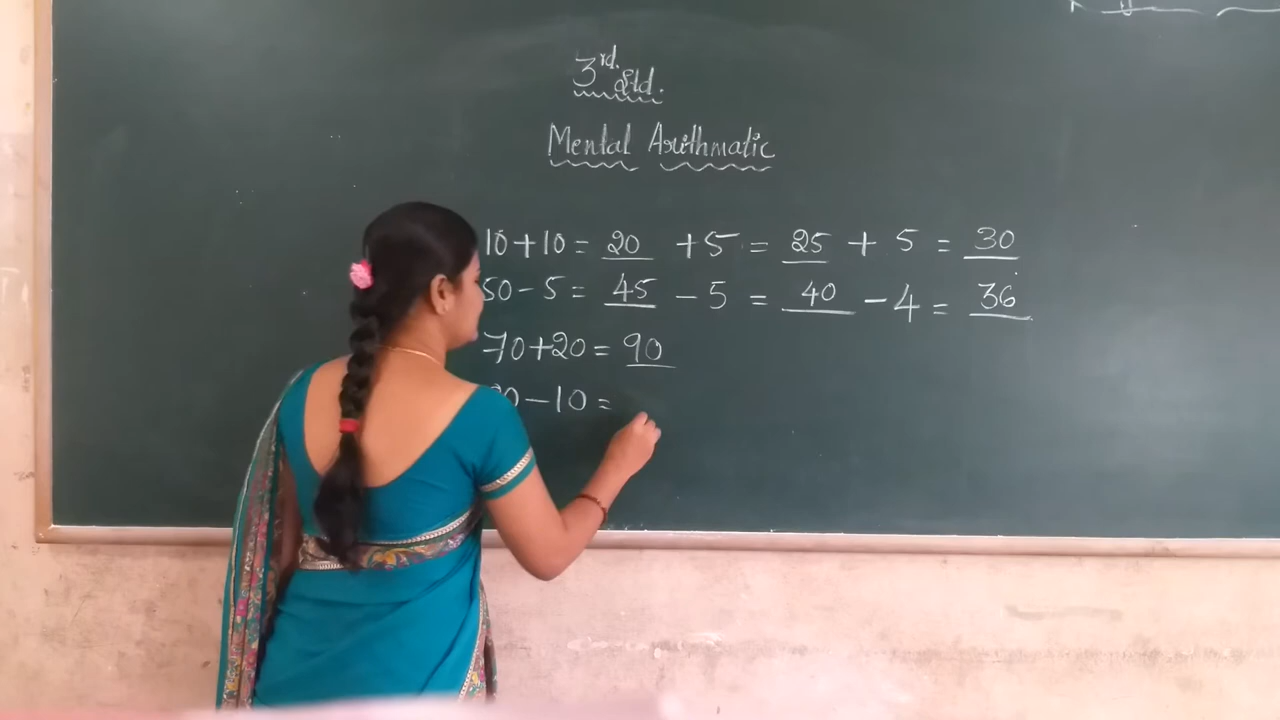 3rd. Std.
Mental Arithmatic
10+10= 20 +5 = 25 + 5 = 30
50-5= 45 -5 = 40 -4 = 36
70+20= 90
-10=